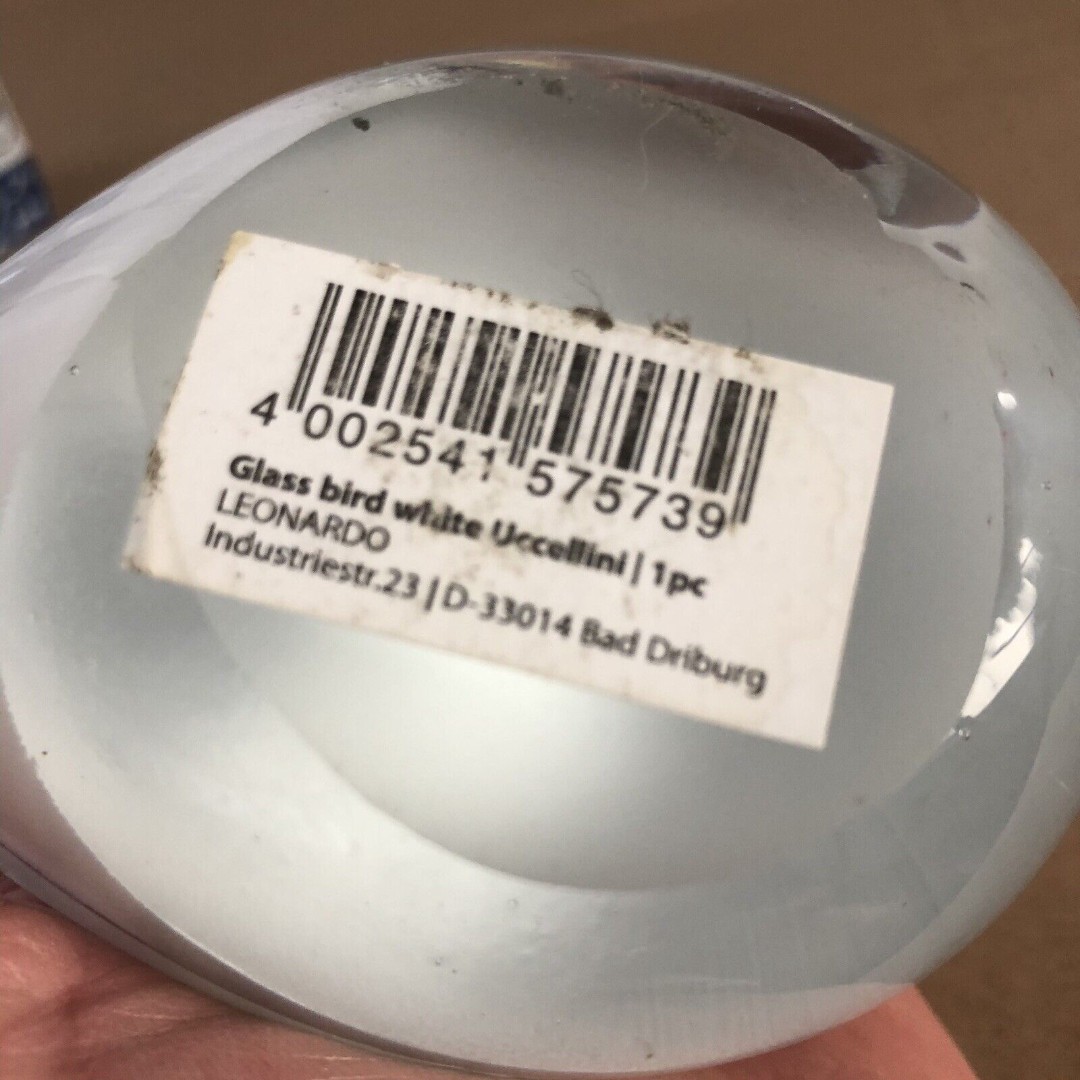 4 002541 575739
Glass bird white Uccellini | 1pc
LEONARDO
Industriestr.23 | D-33014 Bad Driburg